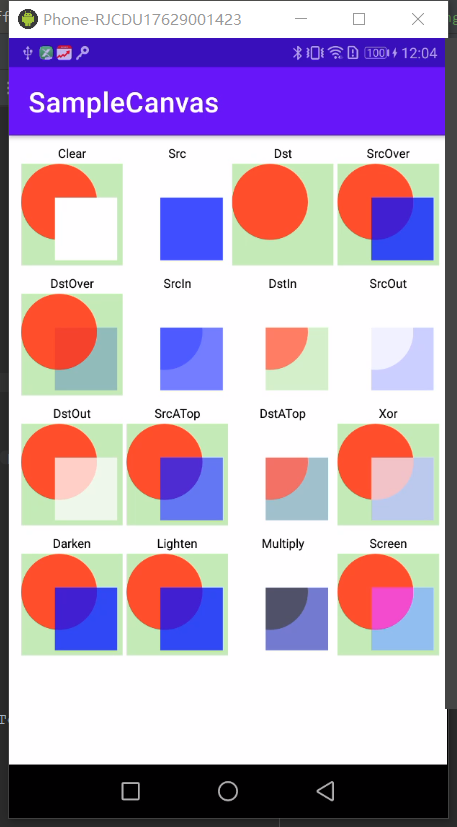 Phone-RJCDU17629001423
100 12:04
SampleCanvas
Clear Src Dst SrcOver
DstOver SrcIn DstIn SrcOut
DstOut SrcATop DstATop Xor
Darken Lighten Multiply Screen